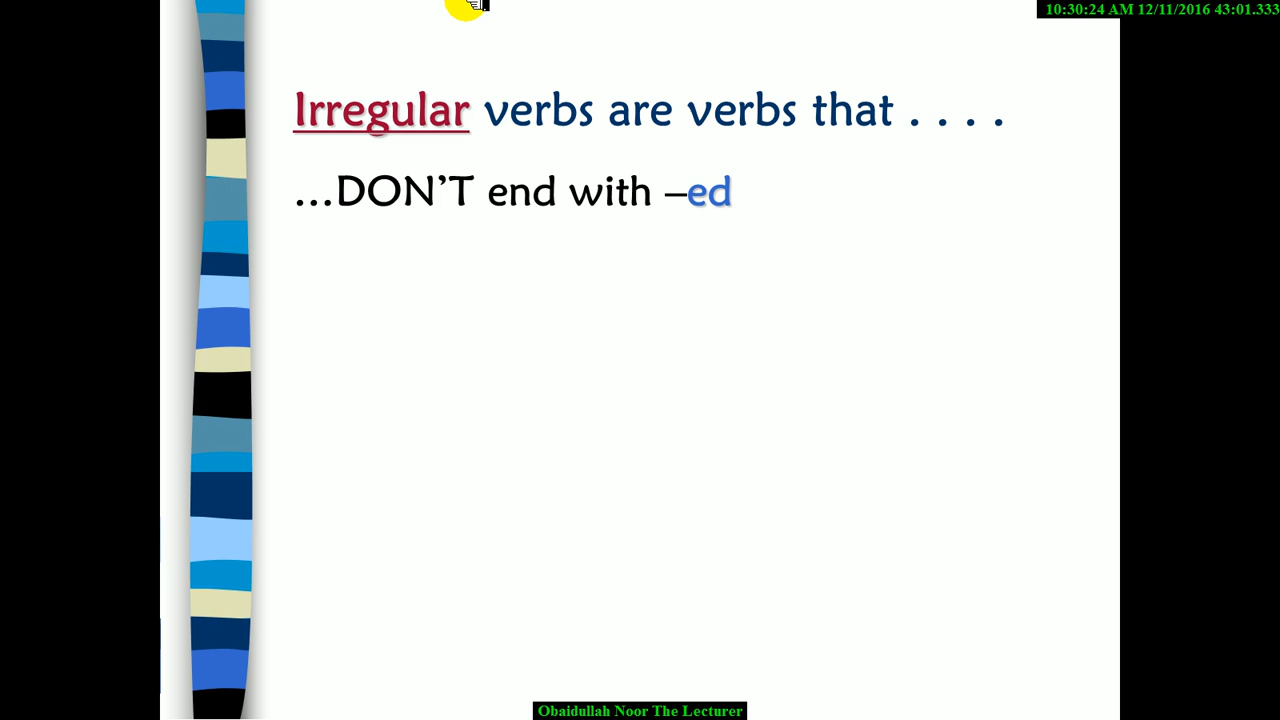 10:30:24 AM 12/11/2016 43:01.333
Irregular verbs are verbs that . . . .
...DON'T end with –ed
Obaidullah Noor The Lecturer